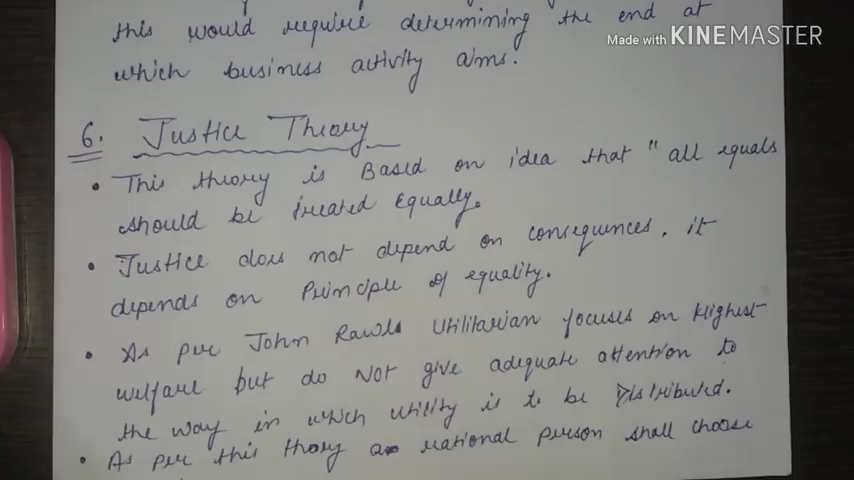 this would require determining the end at
Made with KINEMASTER
which business activity aims.
6. Justice Theory
• This theory is Based on idea that "all equals
should be treated Equally.
• Justice does not depend on consequences, it
depends on Principle of equality.
• As per John Rawls Utilitarian focuses on Highest
welfare but do Not give adequate attention to
the way in which utility is to be Distributed.
• As per this theory a rational person shall choose